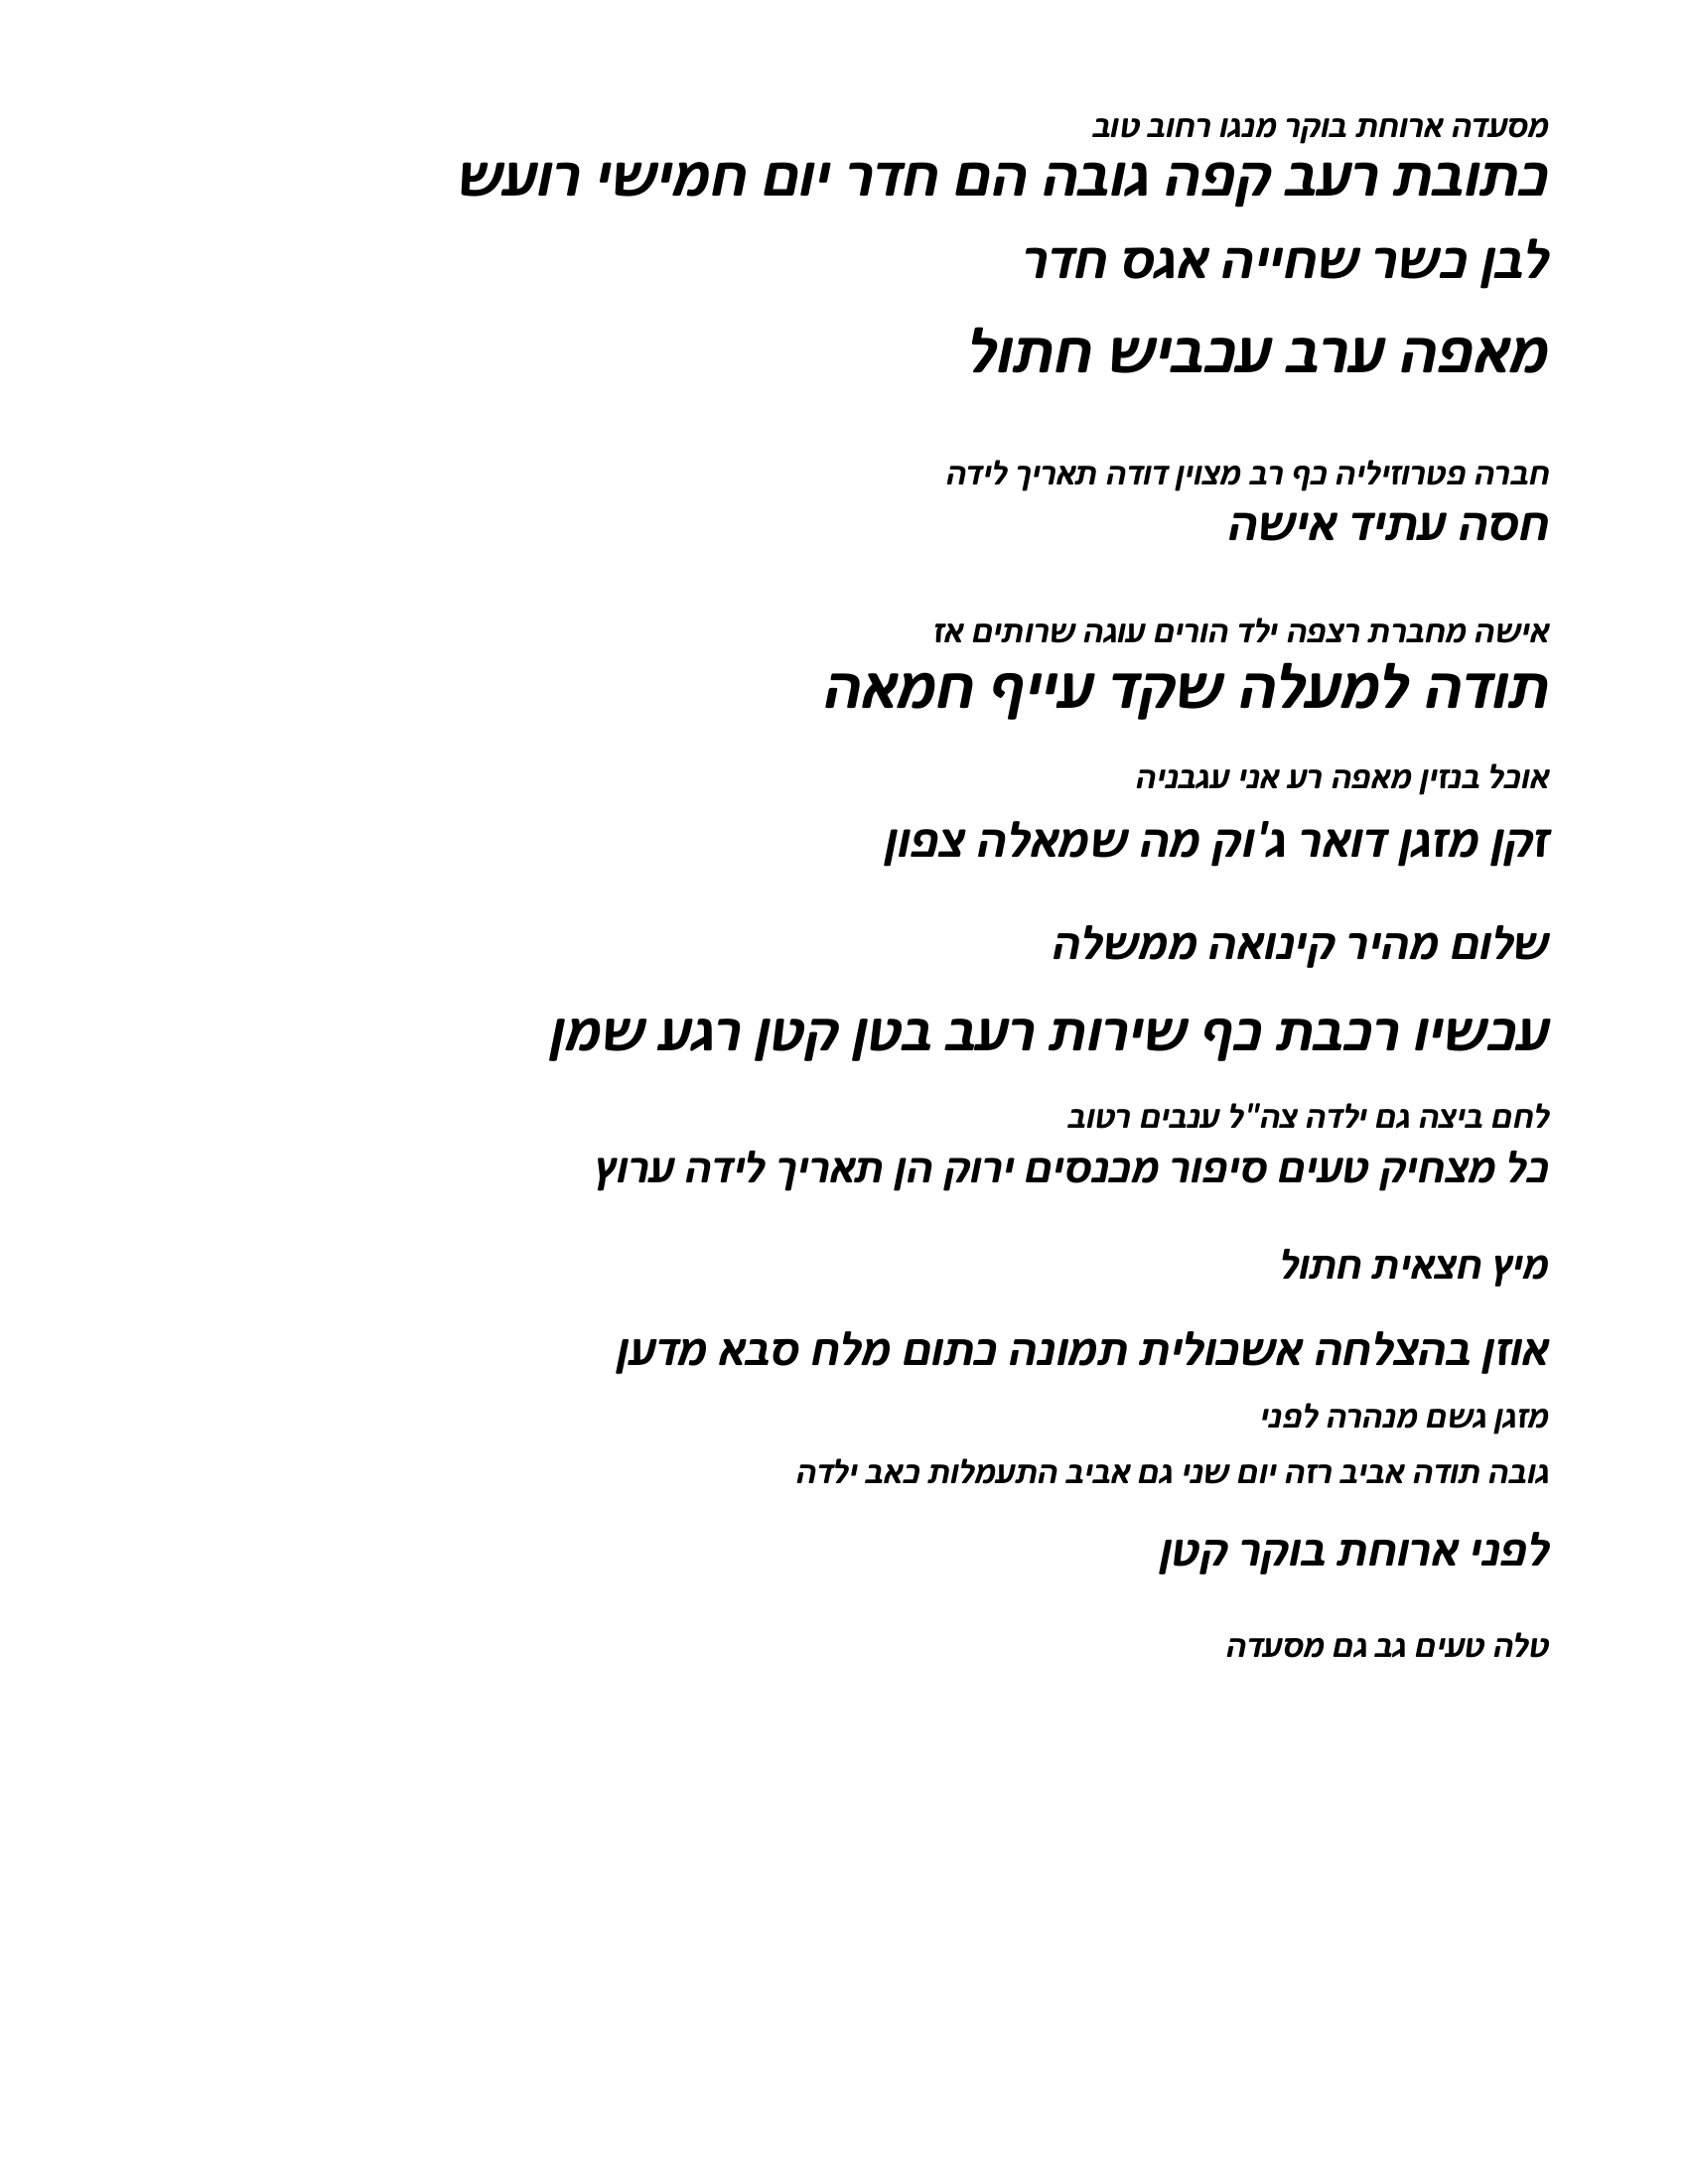 מסעדה ארוחת בוקר מנגו רחוב טוב
כתובת רעב קפה גובה הם חדר יום חמישי רועש
לבן כשר שחייה אגס חדר
מאפה ערב עכביש חתול
חברה פטרוזיליה כף רב מצוין דודה תאריך לידה
חסה עתיד אישה
אישה מחברת רצפה ילד הורים עוגה שרותים אז
תודה למעלה שקד עייף חמאה
אוכל בנזין מאפה רע אני עגבניה
זקן מזגן דואר ג'וק מה שמאלה צפון
שלום מהיר קינואה ממשלה
עכשיו רכבת כף שירות רעב בטן קטן רגע שמן
לחם ביצה גם ילדה צה"ל ענבים רטוב
כל מצחיק טעים סיפור מכנסים ירוק הן תאריך לידה ערוץ
מיץ חצאית חתול
אוזן בהצלחה אשכולית תמונה כתום מלח סבא מדען
מזגן גשם מנהרה לפני
גובה תודה אביב רזה יום שני גם אביב התעמלות כאב ילדה
לפני ארוחת בוקר קטן
טלה טעים גב גם מסעדה